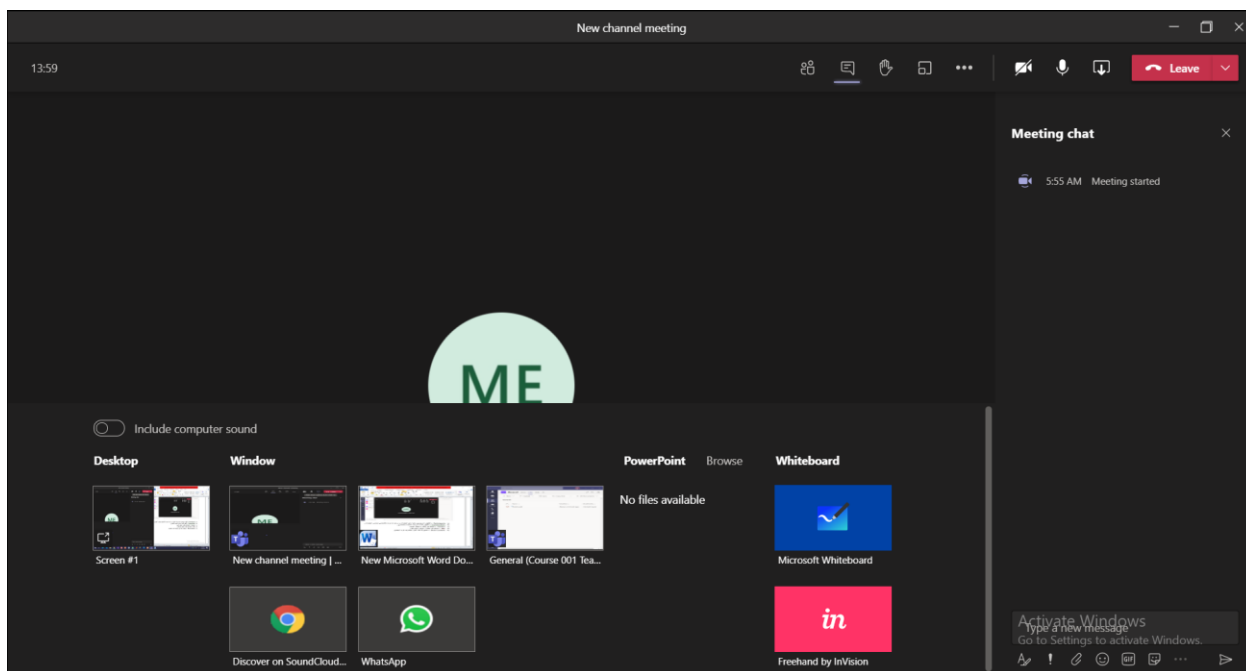 New channel meeting
13:59
Leave
Meeting chat
5:55 AM Meeting started
ME
Include computer sound
Desktop
Window
PowerPoint Browse
Whiteboard
No files available
Screen #1
New channel meeting | ...
New Microsoft Word Do...
General (Course 001 Tea...
Microsoft Whiteboard
in
Discover on SoundCloud...
WhatsApp
Freehand by InVision
Activate Windows
Type a new message
Go to Settings to activate Windows.
GIF